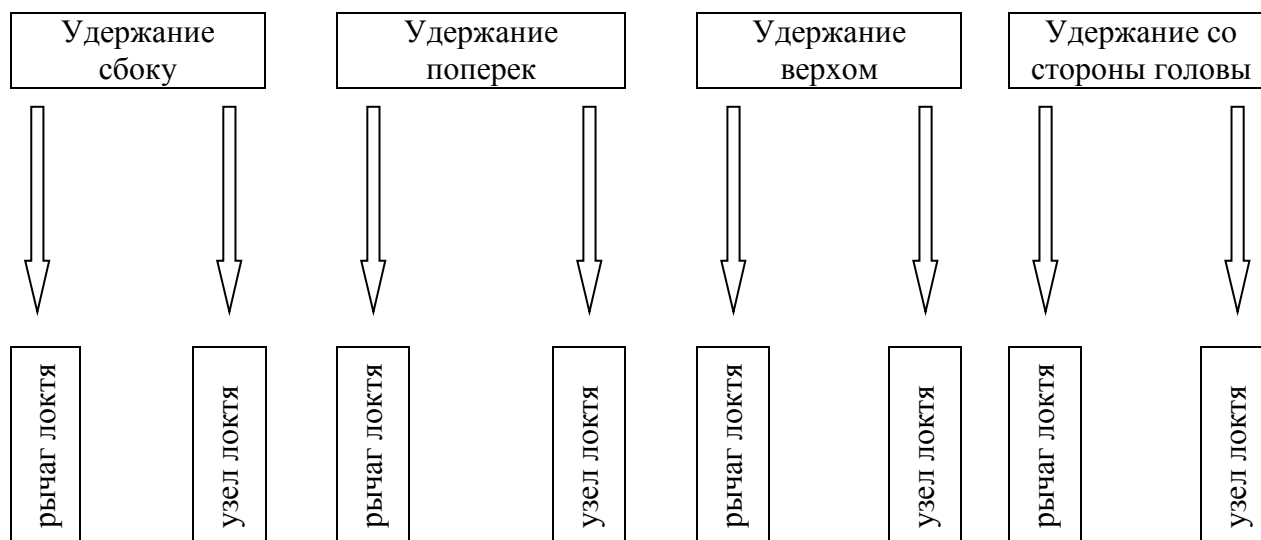 Удержание
сбоку
Удержание
поперек
Удержание
верхом
Удержание со
стороны головы
рычаг локтя
узел локтя
рычаг локтя
узел локтя
рычаг локтя
узел локтя
рычаг локтя
узел локтя